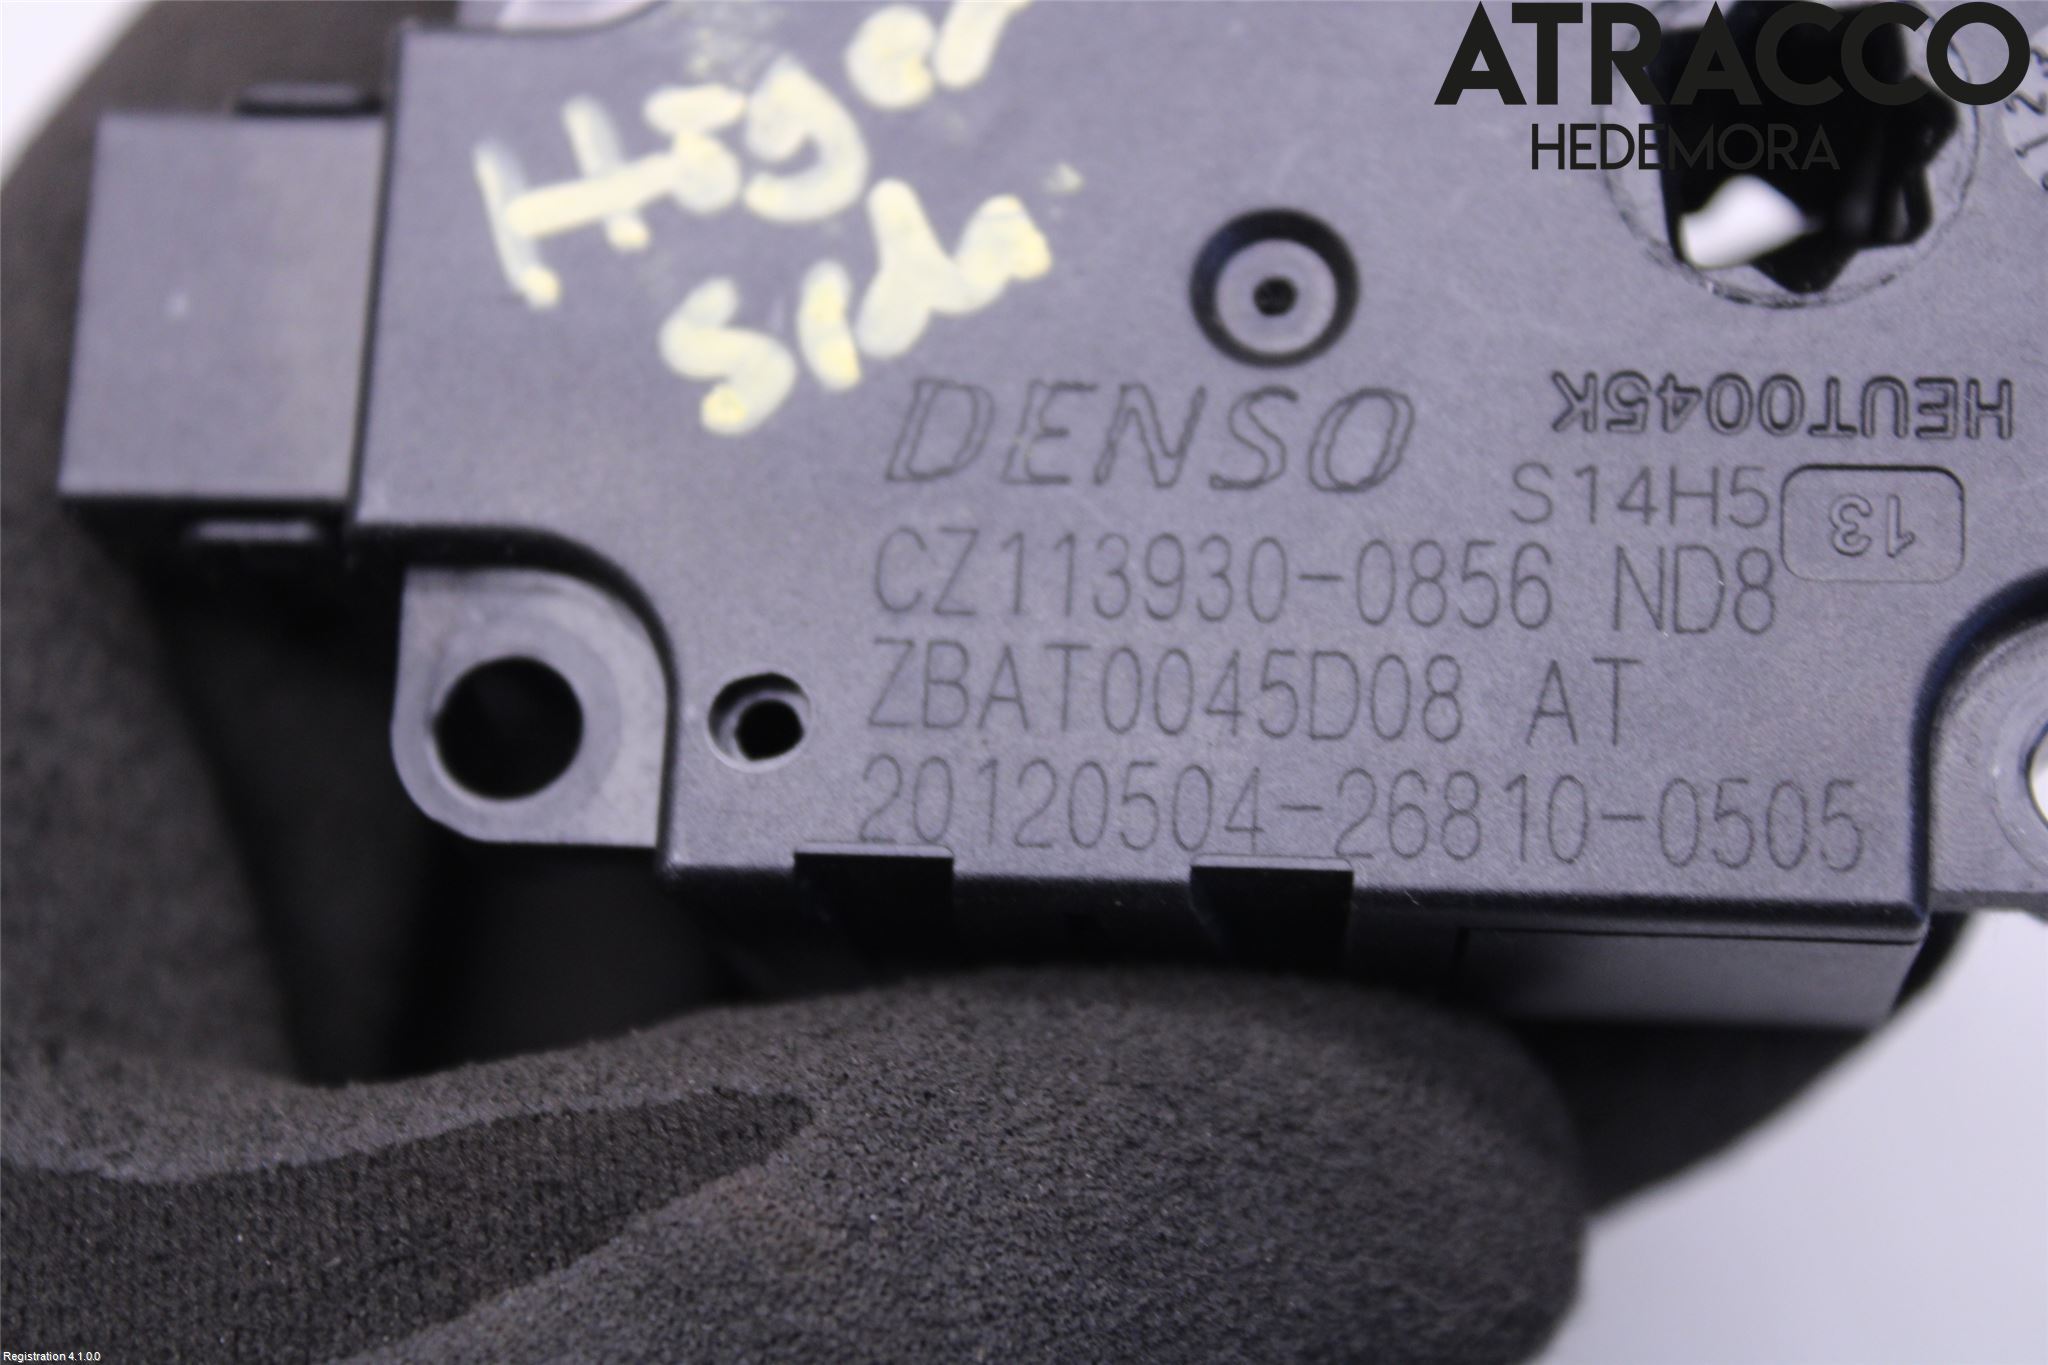 ATRACCO
HEDEMORA
Höger
Sida
DENSO
HEUT0045K
S14H5
13
CZ113930-0856 ND8
ZBAT0045D08 AT
20120504-26810-0505
Registration 4.1.0.0